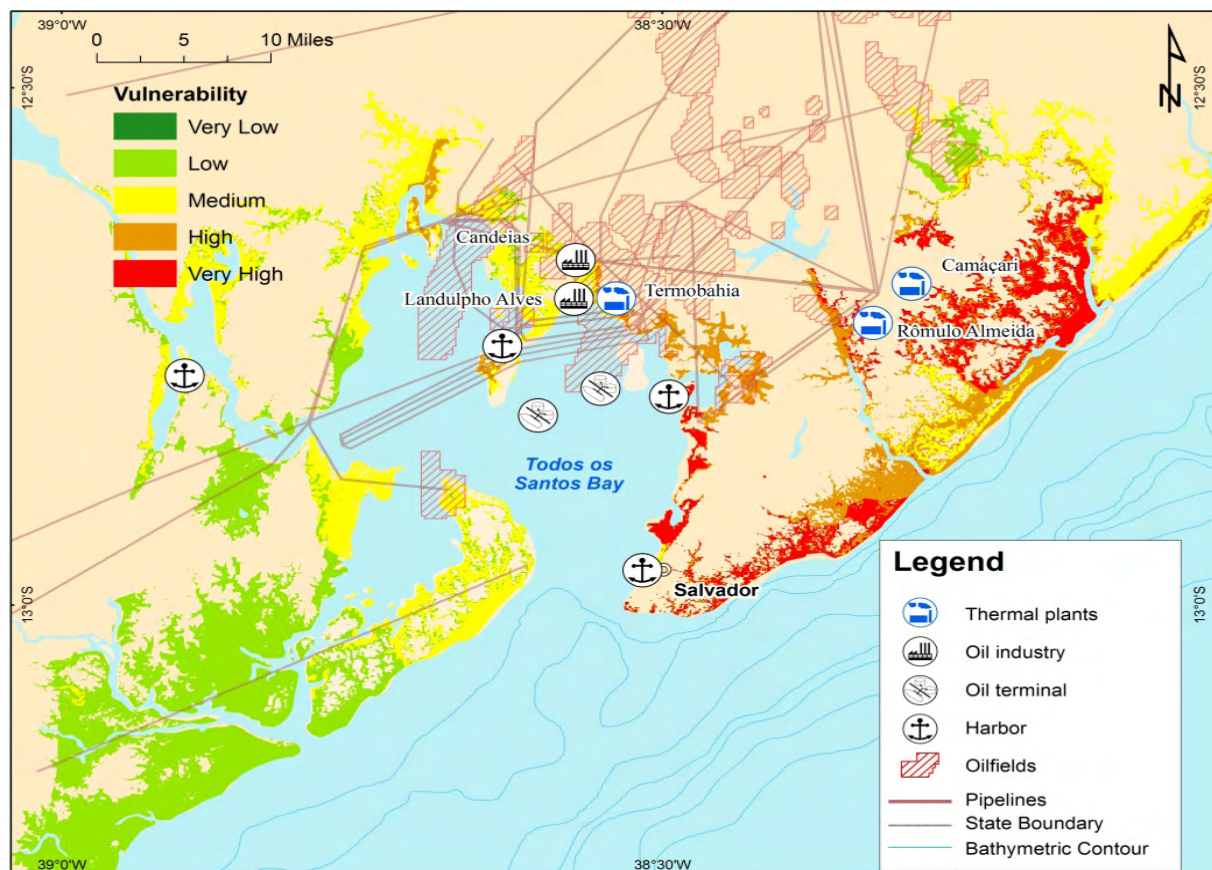 39°0'W
38°30'W
0 5 10 Miles
N
12°30'S
12°30'S
Vulnerability
Very Low
Low
Medium
High
Very High
Candeias
Landulpho Alves
Termobahia
Camaçari
Rômulo Almeida
Todos os
Santos Bay
Salvador
13°0'S
13°0'S
Legend
Thermal plants
Oil industry
Oil terminal
Harbor
Oilfields
Pipelines
State Boundary
Bathymetric Contour
39°0'W
38°30'W